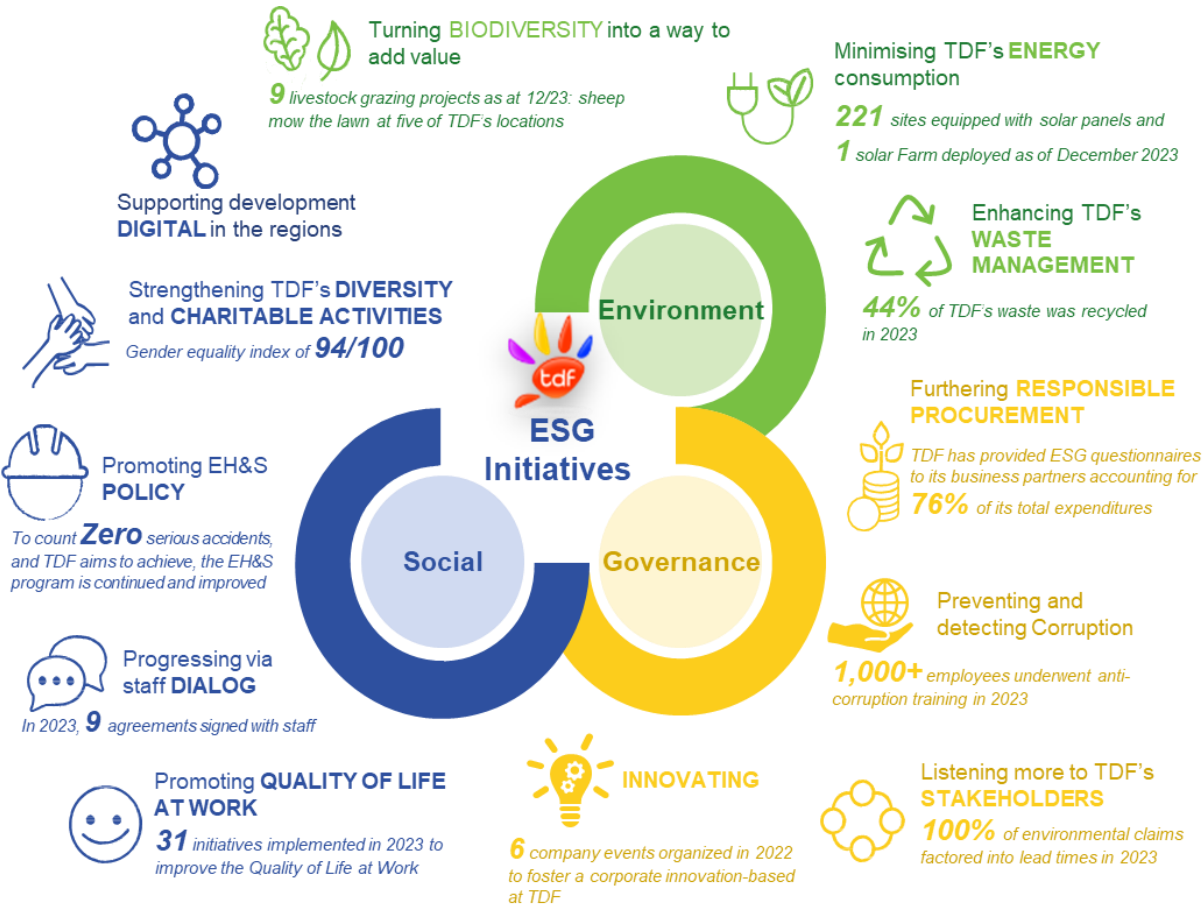 Turning BIODIVERSITY into a way to
add value
9 livestock grazing projects as at 12/23: sheep
mow the lawn at five of TDF's locations
Minimising TDF's ENERGY
consumption
221 sites equipped with solar panels and
1 solar Farm deployed as of December 2023
Supporting development
DIGITAL in the regions
Enhancing TDF's
WASTE
MANAGEMENT
44% of TDF's waste was recycled
in 2023
Strengthening TDF's DIVERSITY
and CHARITABLE ACTIVITIES
Gender equality index of 94/100
Environment
tdf
ESG
Initiatives
Furthering RESPONSIBLE
PROCUREMENT
TDF has provided ESG questionnaires
to its business partners accounting for
76% of its total expenditures
Promoting EH&S
POLICY
To count Zero serious accidents,
and TDF aims to achieve, the EH&S
program is continued and improved
Social
Governance
Preventing and
detecting Corruption
1,000+ employees underwent anti-
corruption training in 2023
Progressing via
staff DIALOG
In 2023, 9 agreements signed with staff
Promoting QUALITY OF LIFE
AT WORK
31 initiatives implemented in 2023 to
improve the Quality of Life at Work
INNOVATING
6 company events organized in 2022
to foster a corporate innovation-based
at TDF
Listening more to TDF's
STAKEHOLDERS
100% of environmental claims
factored into lead times in 2023